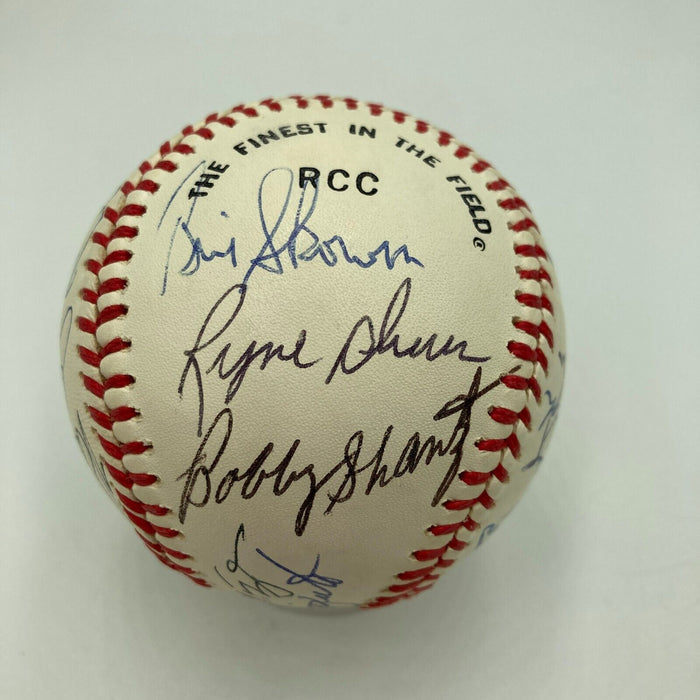 THE FINEST IN THE FIELD ©
RCC
Bill Skowron
Ryne Duren
Bobby Shantz